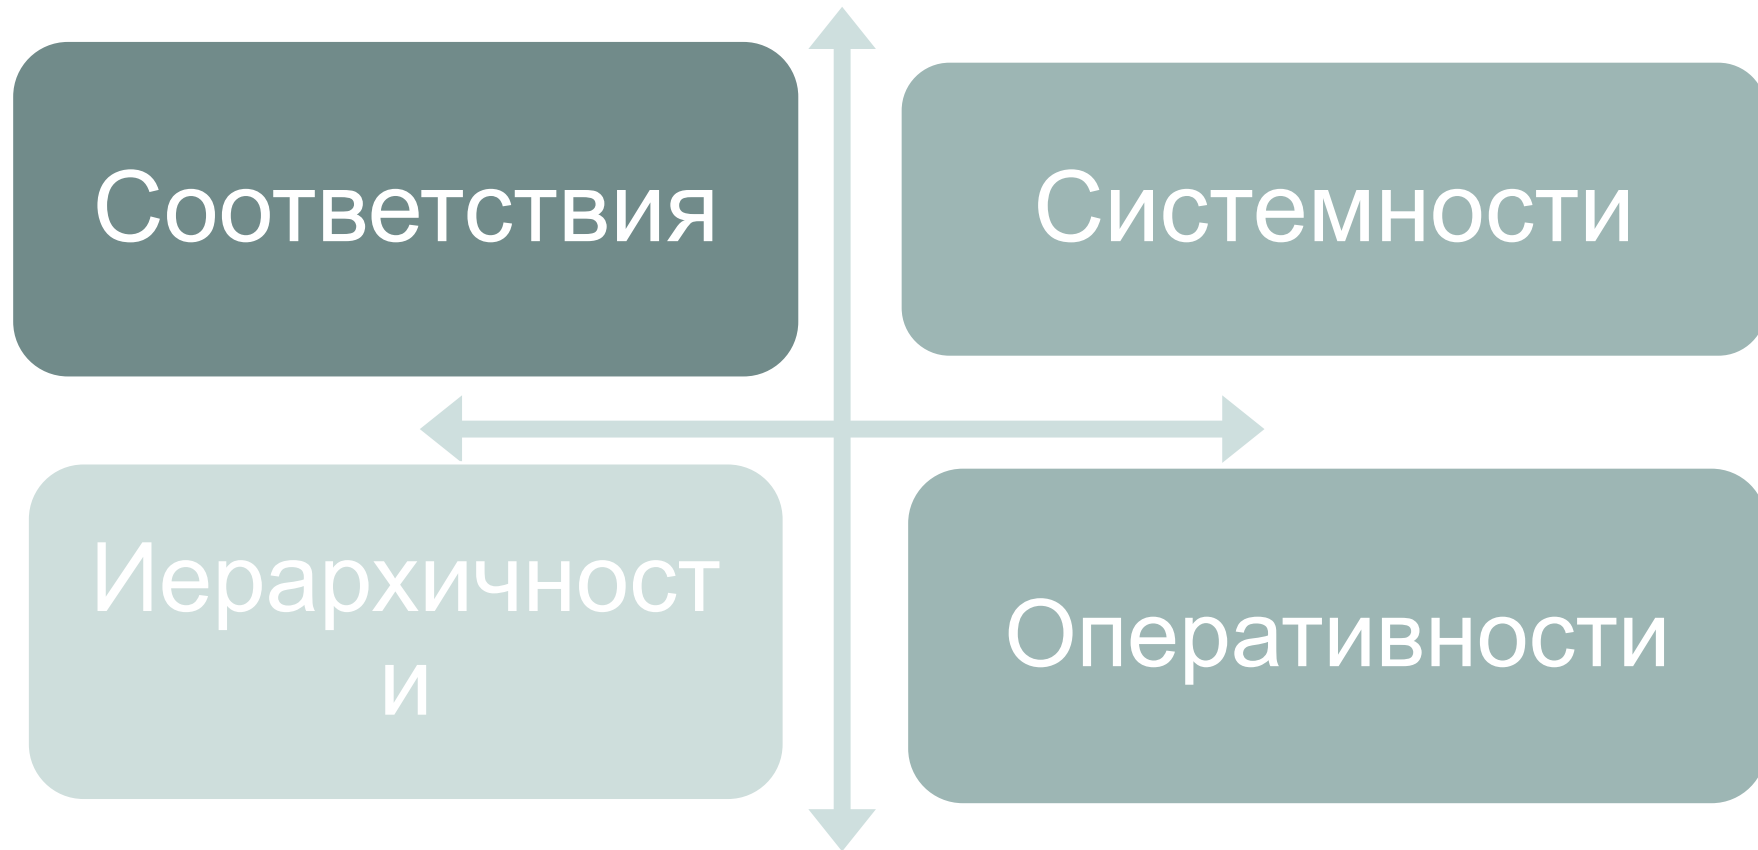 Соответствия
Системности
Иерархичност
и
Оперативности